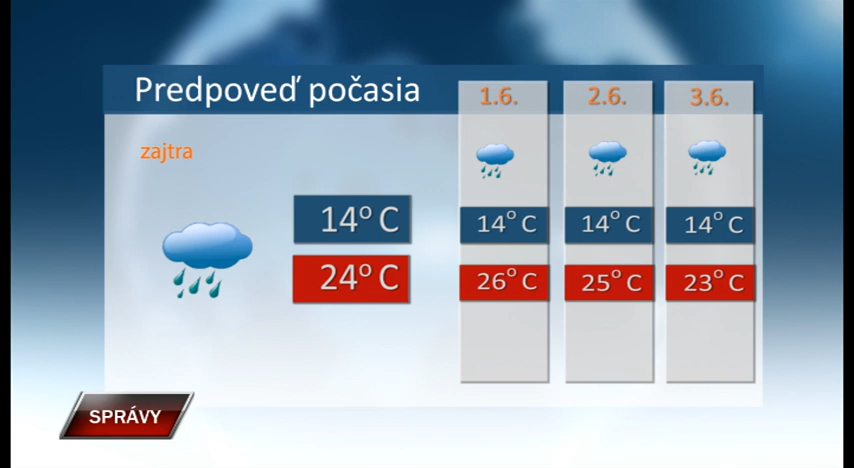 Predpoveď počasia
zajtra
14° C
24° C
1.6.
14° C
26° C
2.6.
14° C
25° C
3.6.
14° C
23° C
SPRÁVY